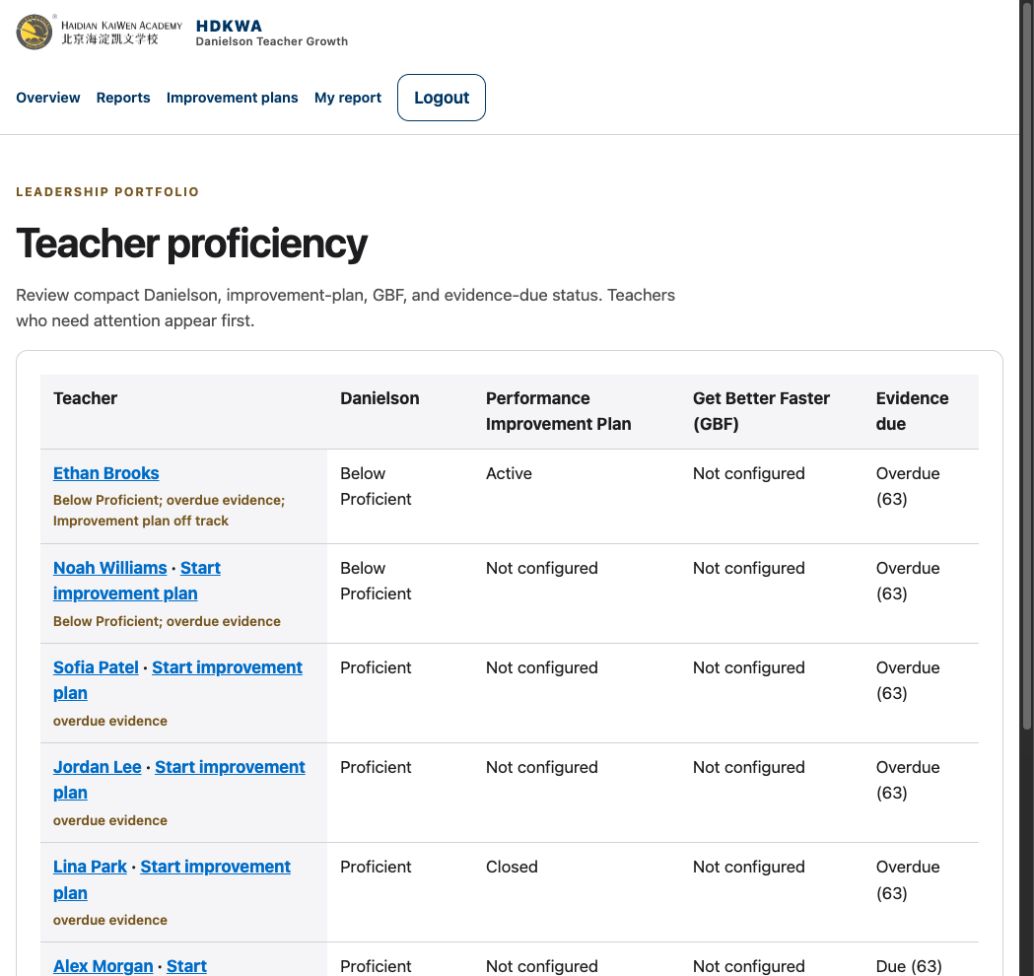 HAIDIAN KAIWEN ACADEMY
北京海淀凯文学校
HDKWA
Danielson Teacher Growth
Overview Reports Improvement plans My report Logout
LEADERSHIP PORTFOLIO
Teacher proficiency
Review compact Danielson, improvement-plan, GBF, and evidence-due status. Teachers
who need attention appear first.
Teacher Danielson Performance Improvement Plan Get Better Faster (GBF) Evidence due
Ethan Brooks
Below Proficient; overdue evidence;
Improvement plan off track
Below
Proficient
Active
Not configured
Overdue
(63)
Noah Williams · Start
improvement plan
Below Proficient; overdue evidence
Below
Proficient
Not configured
Not configured
Overdue
(63)
Sofia Patel · Start improvement
plan
overdue evidence
Proficient
Not configured
Not configured
Overdue
(63)
Jordan Lee · Start improvement
plan
overdue evidence
Proficient
Not configured
Not configured
Overdue
(63)
Lina Park · Start improvement
plan
overdue evidence
Proficient
Closed
Not configured
Overdue
(63)
Alex Morgan · Start
Proficient
Not configured
Not configured
Due (63)